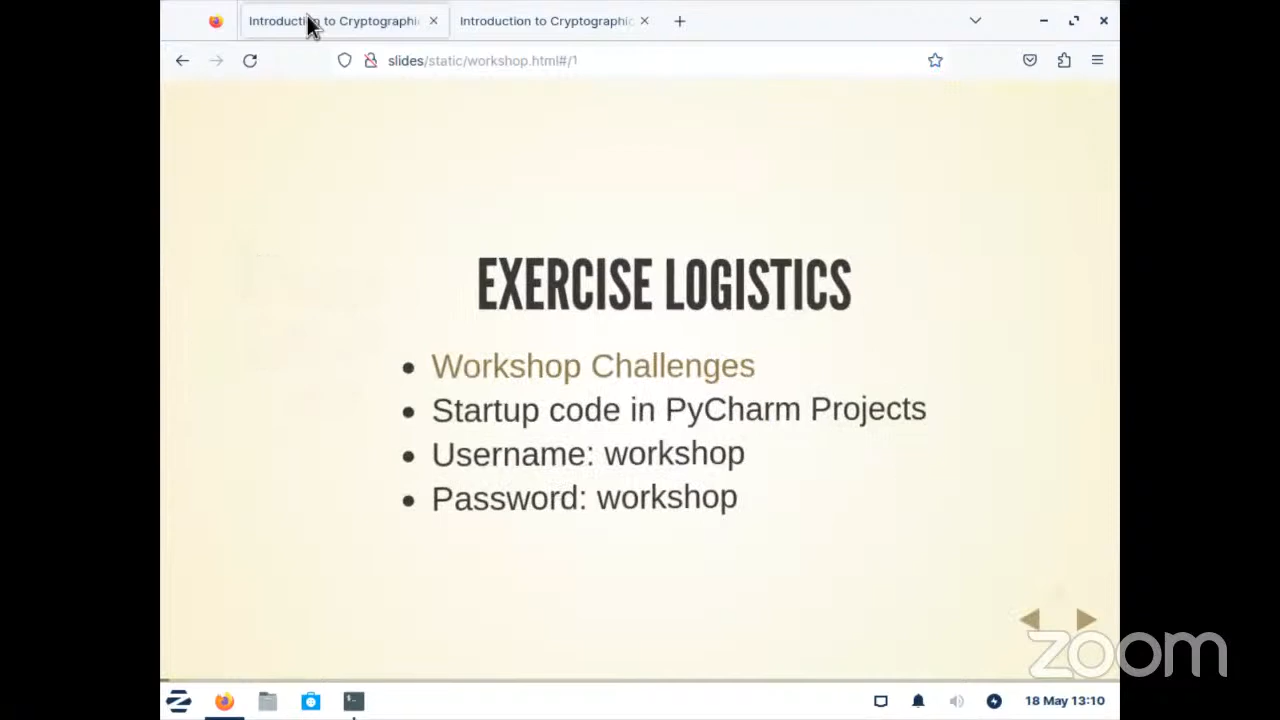 Introduction to Cryptographi
Introduction to Cryptographic
slides/static/workshop.html#/1
EXERCISE LOGISTICS
Workshop Challenges
Startup code in PyCharm Projects
Username: workshop
Password: workshop
zoom
18 May 13:10